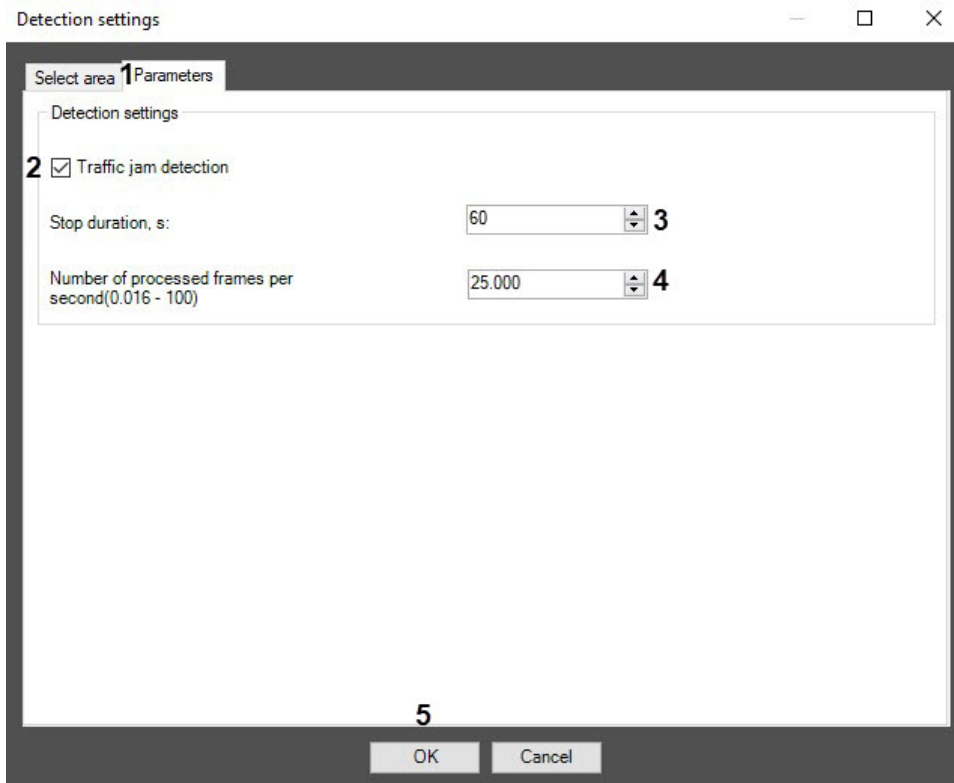 Detection settings
Select area 1 Parameters
Detection settings
2 Traffic jam detection
Stop duration, s: 60 3
Number of processed frames per
second(0.016 - 100) 25.000 4
5
OK Cancel